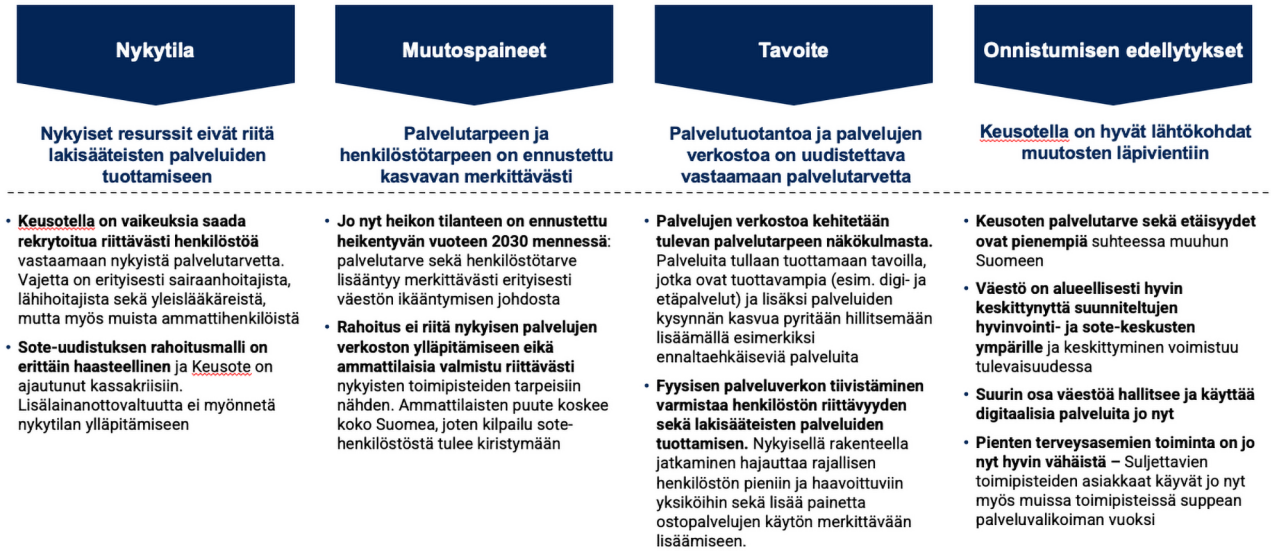 Nykytila
Nykyiset resurssit eivät riitä
lakisääteisten palveluiden
tuottamiseen
• Keusotella on vaikeuksia saada
rekrytoitua riittävästi henkilöstöä
vastaamaan nykyistä palvelutarvetta.
Vajetta on erityisesti sairaanhoitajista,
lähihoitajista sekä yleislääkäreistä,
mutta myös muista ammattihenkilöistä
• Sote-uudistuksen rahoitusmalli on
erittäin haasteellinen ja Keusote on
ajautunut kassakriisiin.
Lisälainanottovaltuutta ei myönnetä
nykytilan ylläpitämiseen
Muutospaineet
Palvelutarpeen ja
henkilöstötarpeen on ennustettu
kasvavan merkittävästi
• Jo nyt heikon tilanteen on ennustettu
heikentyvän vuoteen 2030 mennessä:
palvelutarve sekä henkilöstötarve
lisääntyy merkittävästi erityisesti
väestön ikääntymisen johdosta
• Rahoitus ei riitä nykyisen palvelujen
verkoston ylläpitämiseen eikä
ammattilaisia valmistu riittävästi
nykyisten toimipisteiden tarpeisiin
nähden. Ammattilaisten puute koskee
koko Suomea, joten kilpailu sote-
henkilöstöstä tulee kiristymään
Tavoite
Palvelutuotantoa ja palvelujen
verkostoa on uudistettava
vastaamaan palvelutarvetta
• Palvelujen verkostoa kehitetään
tulevan palvelutarpeen näkökulmasta.
Palveluita tullaan tuottamaan tavoilla,
jotka ovat tuottavampia (esim. digi- ja
etäpalvelut) ja lisäksi palveluiden
kysynnän kasvua pyritään hillitsemään
lisäämällä esimerkiksi
ennaltaehkäiseviä palveluita
• Fyysisen palveluverkon tiivistäminen
varmistaa henkilöstön riittävyyden
sekä lakisääteisten palveluiden
tuottamisen. Nykyisellä rakenteella
jatkaminen hajauttaa rajallisen
henkilöstön pieniin ja haavoittuviin
yksiköihin sekä lisää painetta
ostopalvelujen käytön merkittävään
lisäämiseen.
Onnistumisen edellytykset
Keusotella on hyvät lähtökohdat
muutosten läpivientiin
• Keusoten palvelutarve sekä etäisyydet
ovat pienempiä suhteessa muuhun
Suomeen
• Väestö on alueellisesti hyvin
keskittynyttä suunniteltujen
hyvinvointi- ja sote-keskusten
ympärille ja keskittyminen voimistuu
tulevaisuudessa
• Suurin osa väestöä hallitsee ja käyttää
digitaalisia palveluita jo nyt
• Pienten terveysasemien toiminta on jo
nyt hyvin vähäistä – Suljettavien
toimipisteiden asiakkaat käyvät jo nyt
myös muissa toimipisteissä suppean
palveluvalikoiman vuoksi